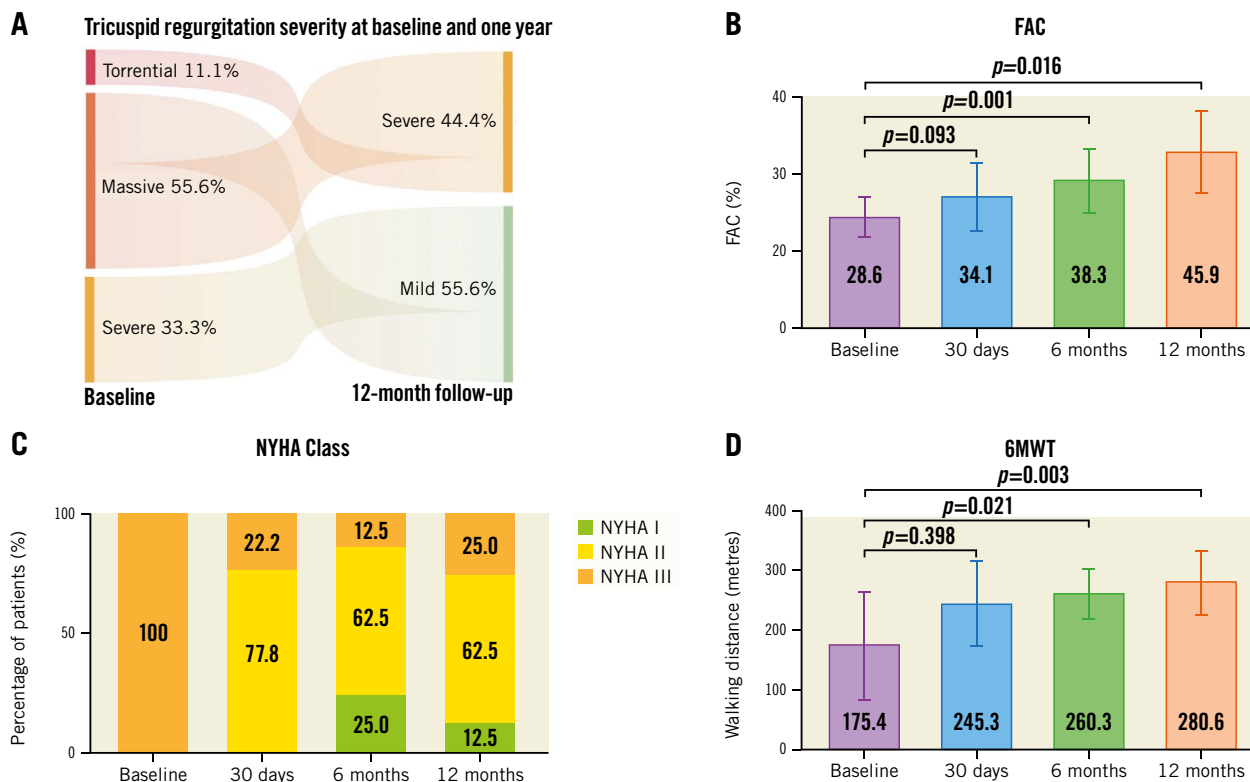 A
Tricuspid regurgitation severity at baseline and one year
Torrential 11.1%
Massive 55.6%
Severe 33.3%
Severe 44.4%
Mild 55.6%
Baseline
12-month follow-up
B
FAC
p=0.016
p=0.001
p=0.093
FAC (%)
40
30
20
0
28.6
34.1
38.3
45.9
Baseline
30 days
6 months
12 months
C
NYHA Class
Percentage of patients (%)
100
50
0
100
22.2
77.8
12.5
62.5
25.0
25.0
62.5
12.5
Baseline
30 days
6 months
12 months
NYHA I
NYHA II
NYHA III
D
6MWT
p=0.003
p=0.021
p=0.398
Walking distance (metres)
400
300
200
100
0
175.4
245.3
260.3
280.6
Baseline
30 days
6 months
12 months